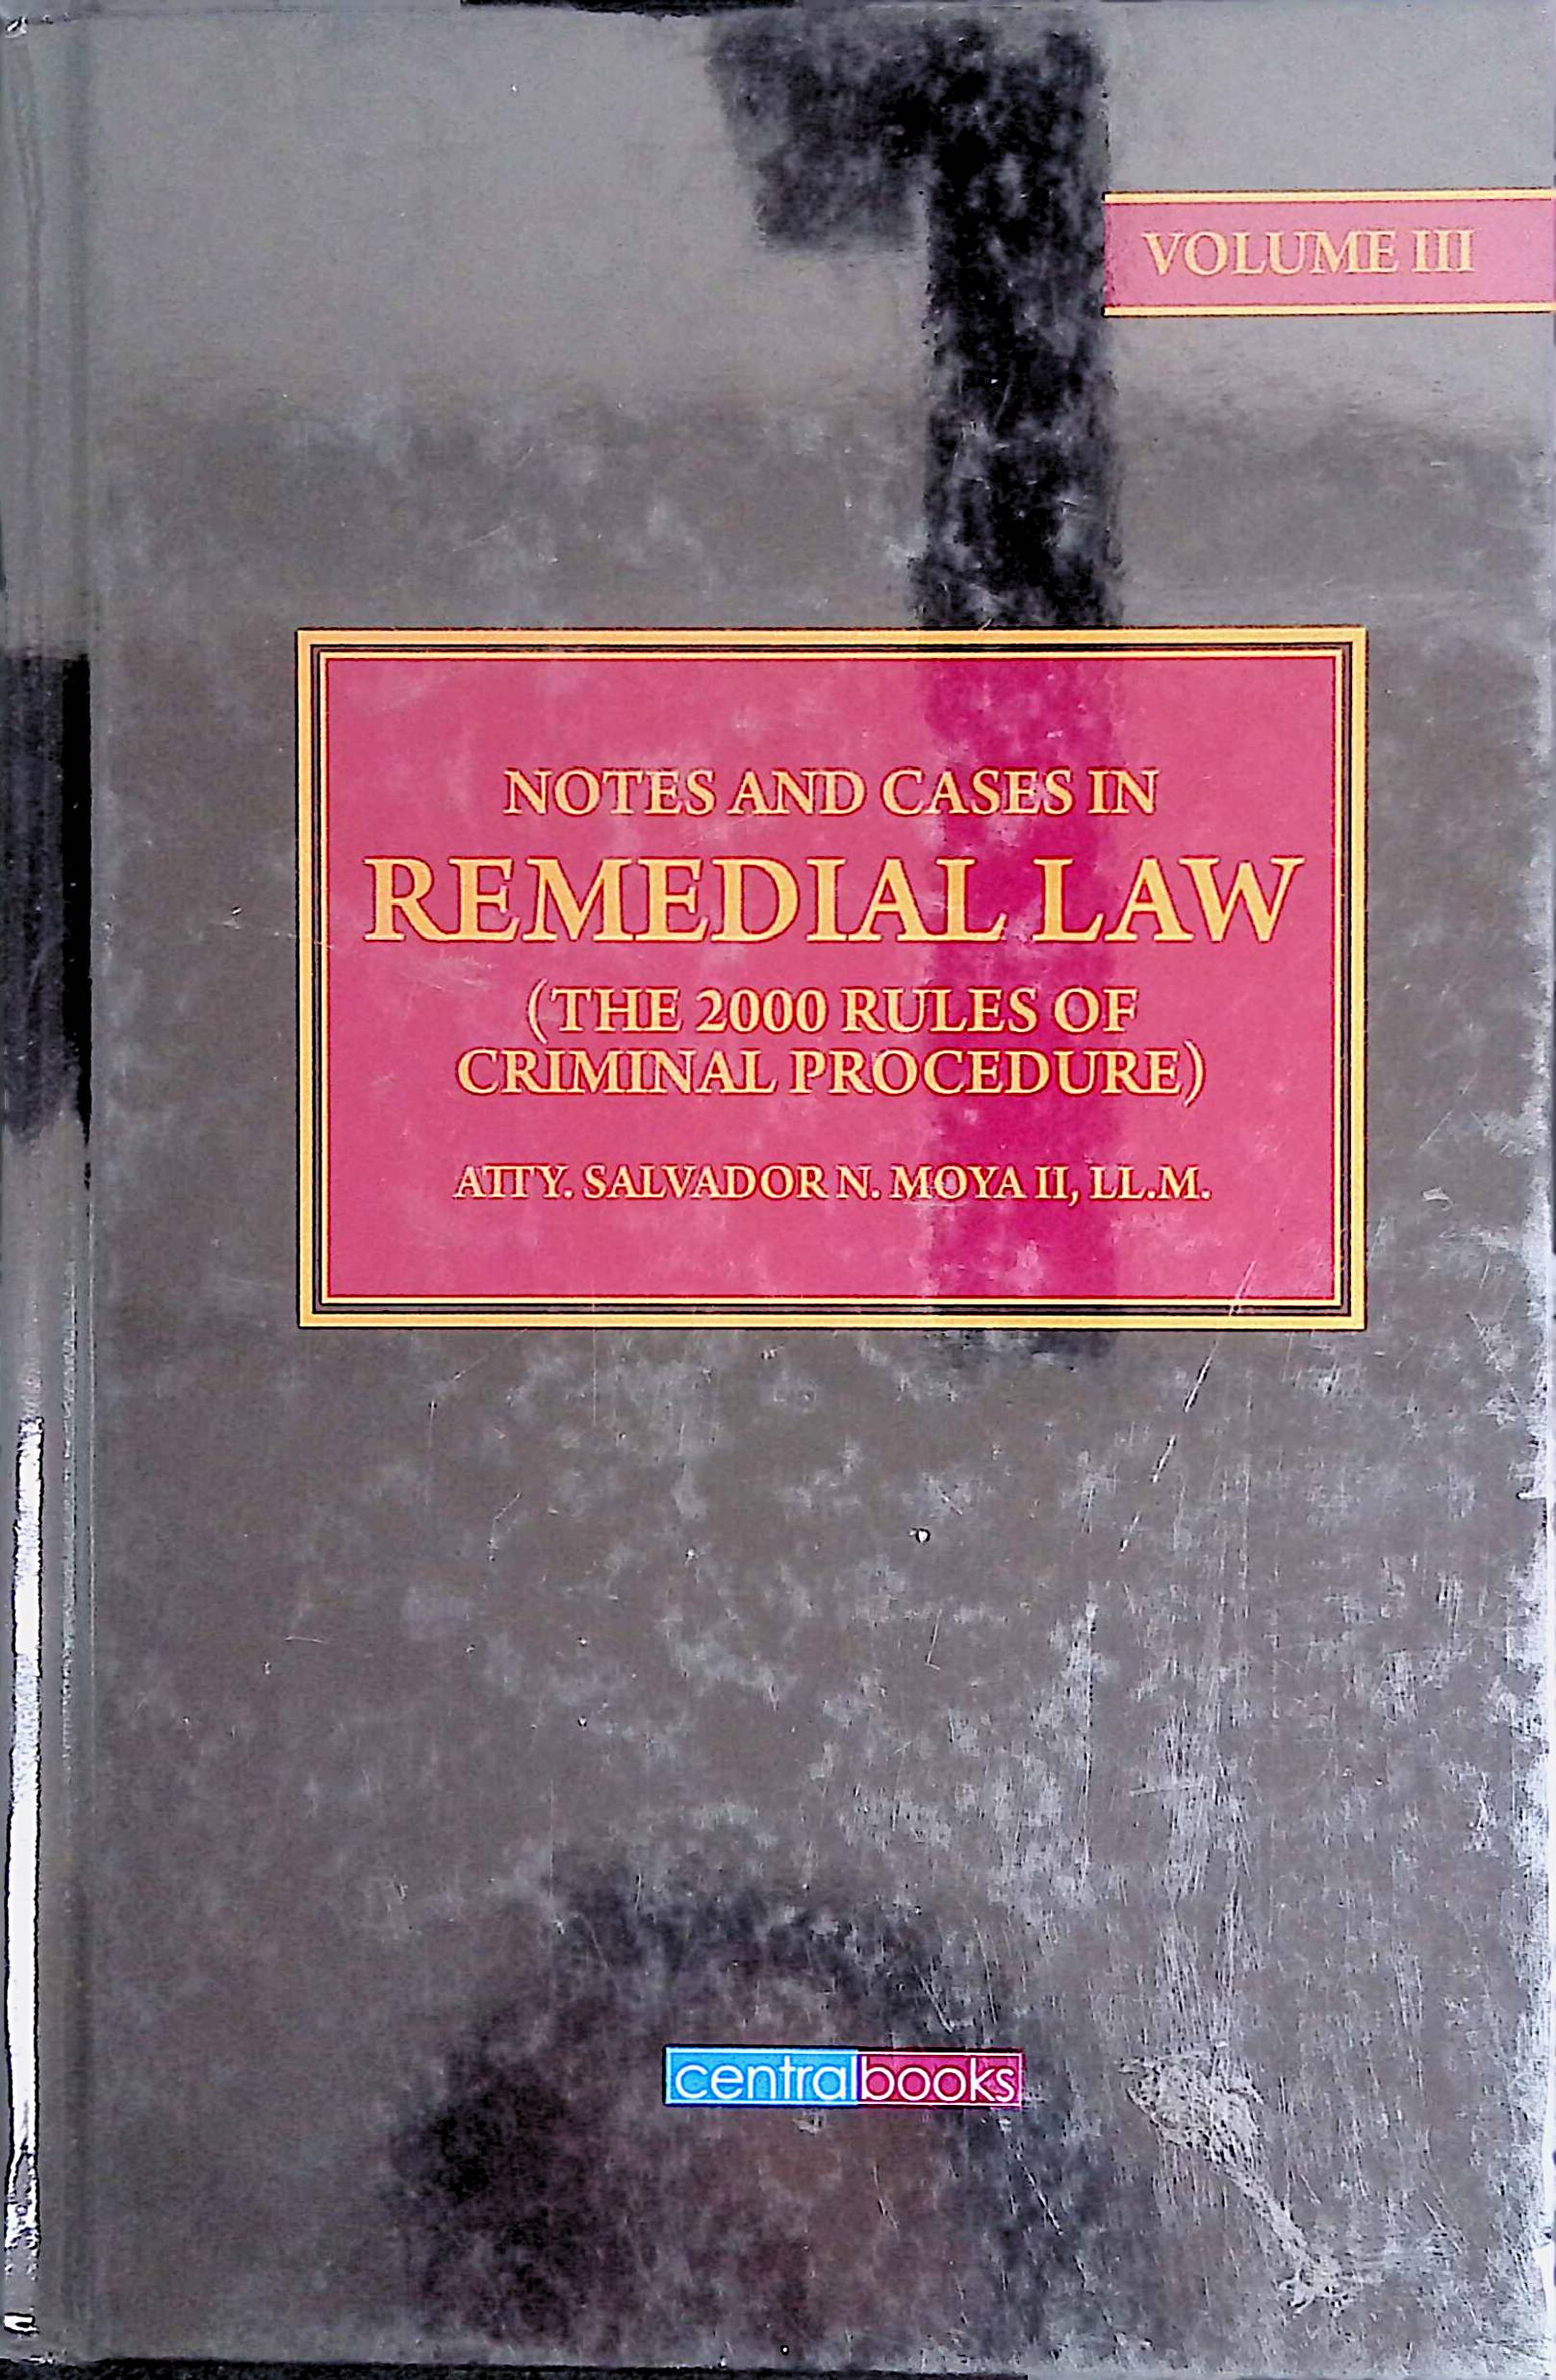 VOLUME III
NOTES AND CASES IN
REMEDIAL LAW
(THE 2000 RULES OF
CRIMINAL PROCEDURE)
ATTY. SALVADOR N. MOYA II, LL.M.
centralbooks